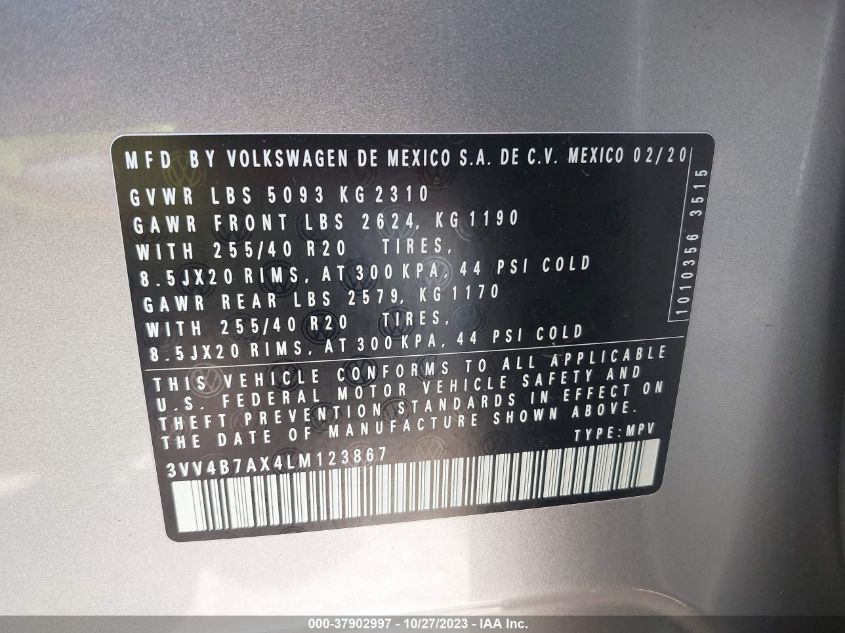 MFD BY VOLKSWAGEN DE MEXICO S.A. DE C.V. MEXICO 02/20
GVWR LBS 5093 KG 2310
GAWR FRONT LBS 2624, KG 1190
WITH 255/40 R20 TIRES,
8.5JX20 RIMS, AT 300 KPA, 44 PSI COLD
GAWR REAR LBS 2579, KG 1170
WITH 255/40 R20 TIRES,
8.5JX20 RIMS, AT 300 KPA, 44 PSI COLD
1010356 3515
THIS VEHICLE CONFORMS TO ALL APPLICABLE
U.S. FEDERAL MOTOR VEHICLE SAFETY AND
THEFT PREVENTION STANDARDS IN EFFECT ON
THE DATE OF MANUFACTURE SHOWN ABOVE.
TYPE: MPV
3VV4B7AX4LM123867
000-37902997 - 10/27/2023 - IAA Inc.